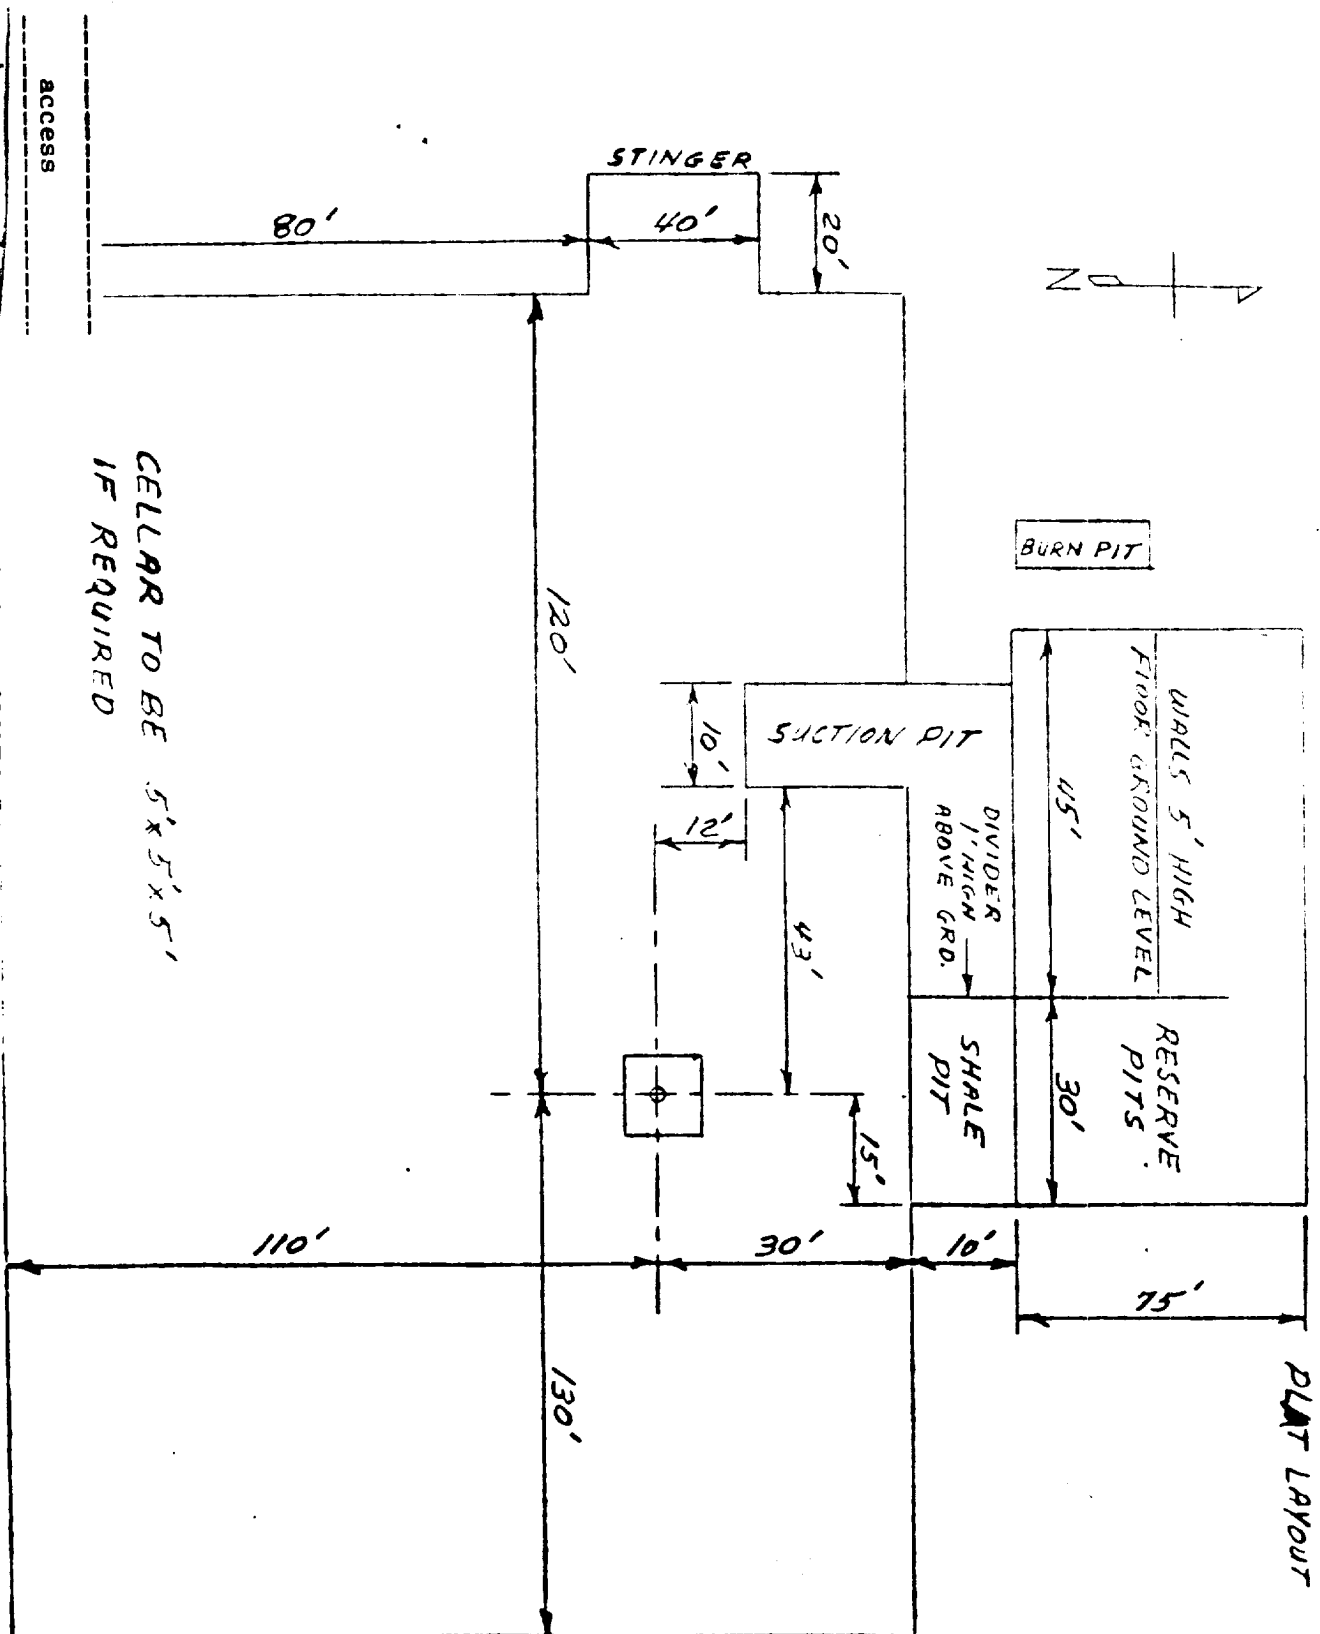 PLAT LAYOUT
N
STINGER
20'
40'
80'
access
BURN PIT
WALLS 5' HIGH
FLOOR GROUND LEVEL
45'
RESERVE
PITS
30'
75'
SUCTION PIT
10'
12'
DIVIDER
1' HIGH
ABOVE GRD.
SHALE
PIT
43'
15'
120'
130'
110'
30'
10'
CELLAR TO BE 5'x5'x5'
IF REQUIRED